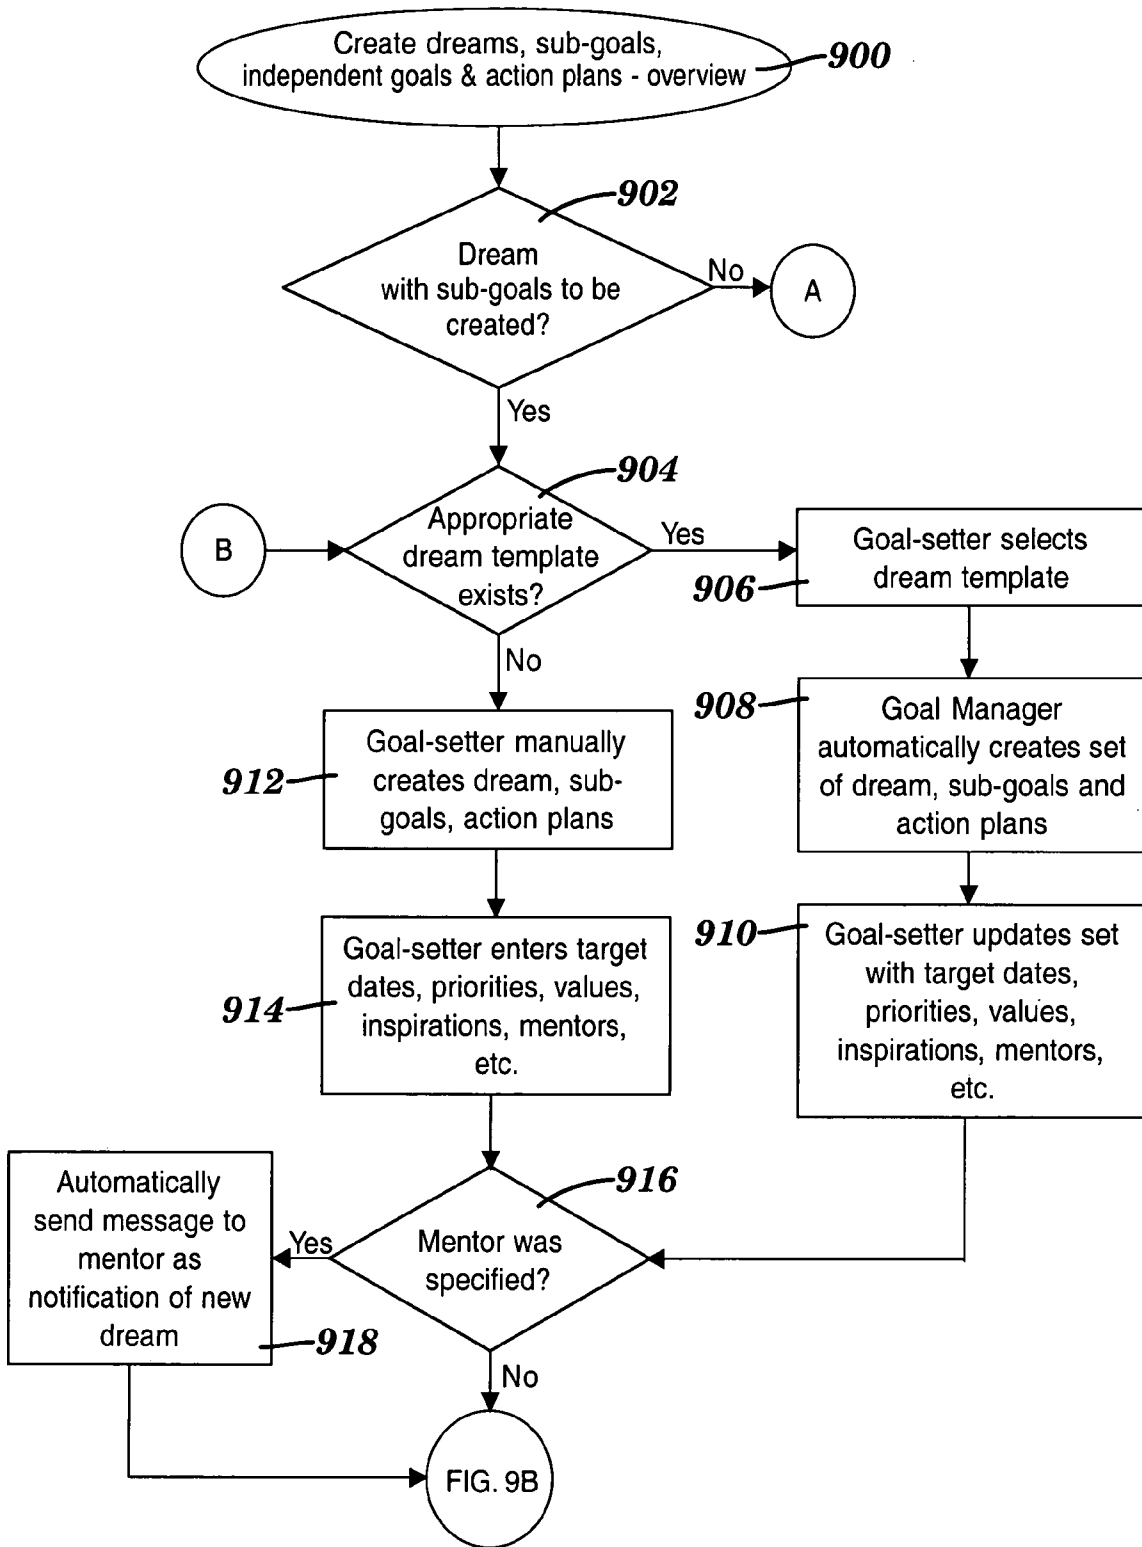 Create dreams, sub-goals,
independent goals & action plans - overview
900
902
Dream
with sub-goals to be
created?
No
A
Yes
904
B
Appropriate
dream template
exists?
Yes
Goal-setter selects
dream template
906
No
908
Goal Manager
automatically creates set
of dream, sub-goals and
action plans
Goal-setter manually
creates dream, sub-
goals, action plans
912
910
Goal-setter updates set
with target dates,
priorities, values,
inspirations, mentors,
etc.
Goal-setter enters target
dates, priorities, values,
inspirations, mentors,
etc.
914
916
Mentor was
specified?
Yes
Automatically
send message to
mentor as
notification of new
dream
918
No
FIG. 9B